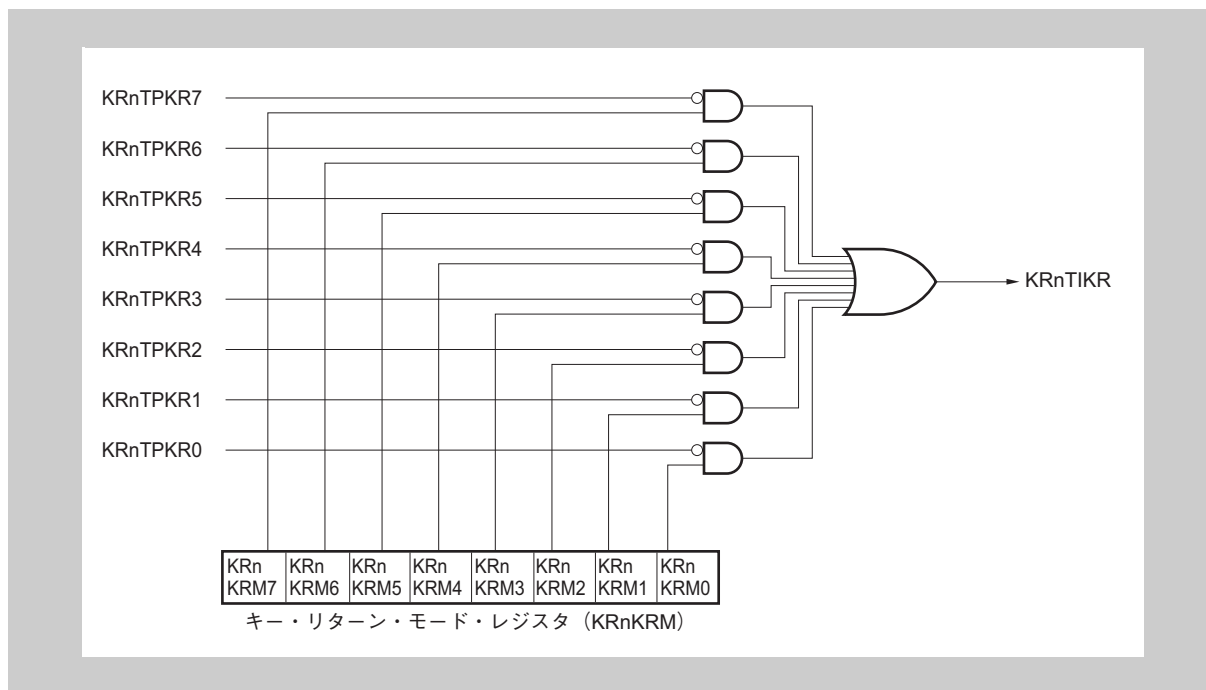 KRnTPKR7
KRnTPKR6
KRnTPKR5
KRnTPKR4
KRnTPKR3
KRnTPKR2
KRnTPKR1
KRnTPKR0
KRnTIKR
KRn KRn KRn KRn KRn KRn KRn KRn
KRM7 KRM6 KRM5 KRM4 KRM3 KRM2 KRM1 KRM0
キー・リターン・モード・レジスタ（KRnKRM）